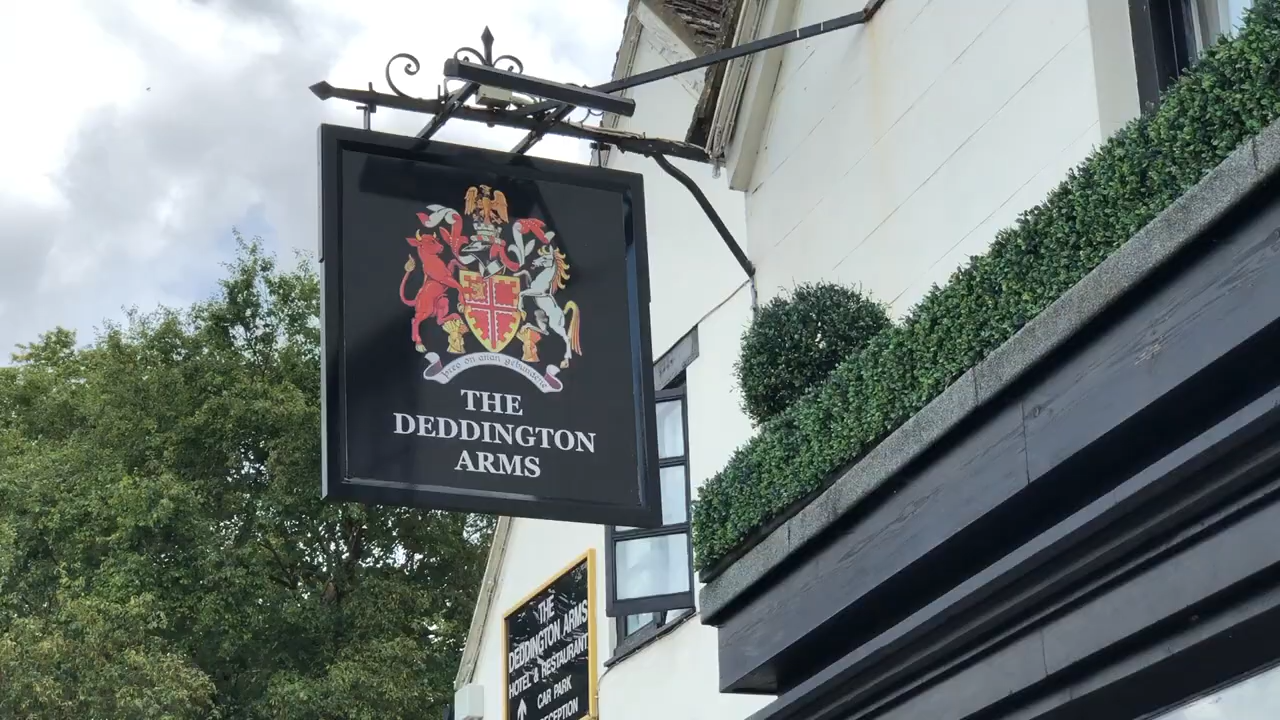 THE
DEDDINGTON
ARMS
THE
DEDDINGTON ARMS
HOTEL & RESTAURANT
CAR PARK
RECEPTION